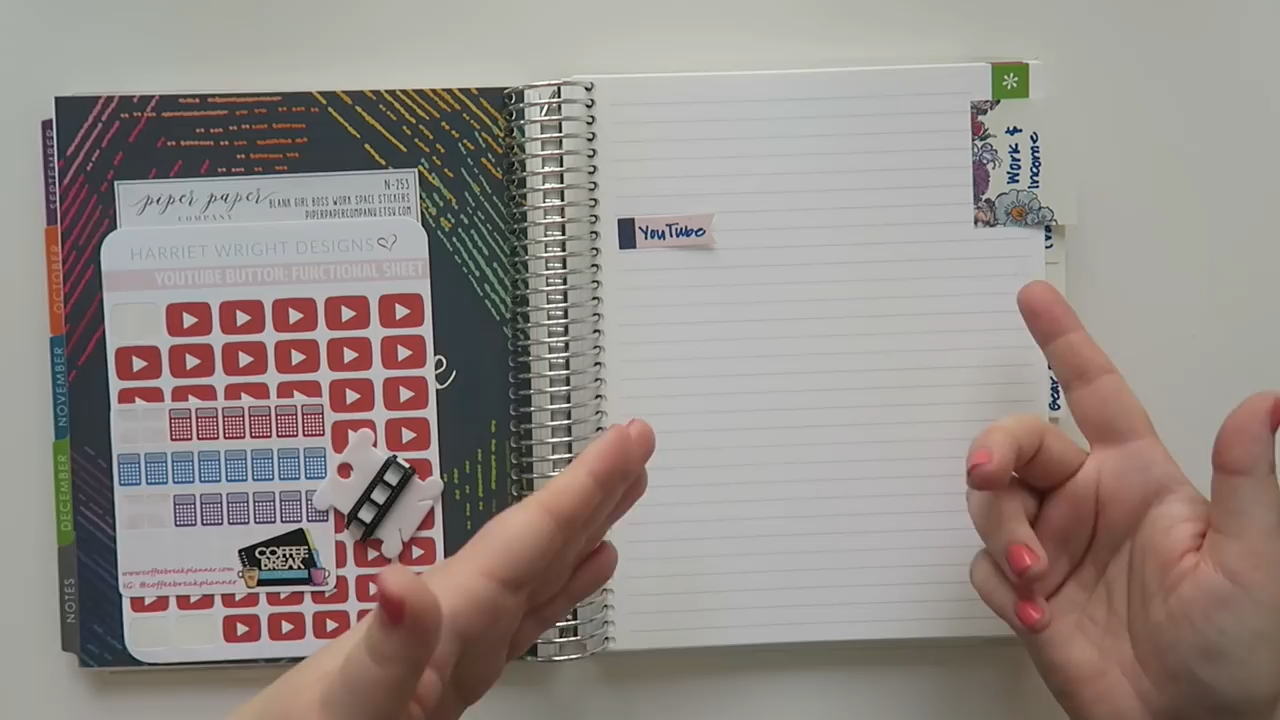 SEPTEMBER
OCTOBER
NOVEMBER
DECEMBER
NOTES
piper paper
COMPANY
N-253
BLANK GIRL BOSS WORK SPACE STICKERS
PIPERPAPERCOMPANY.ETSY.COM
HARRIET WRIGHT DESIGNS
YOUTUBE BUTTON: FUNCTIONAL SHEET
COFFEE
BREAK
www.coffeebreakplanner.com
IG: @coffeebreakplanner
YouTube
*
Work &
Income